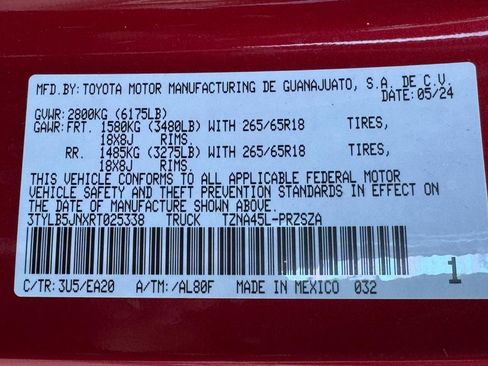 MFD.BY:TOYOTA MOTOR MANUFACTURING DE GUANAJUATO, S.A. DE C.V.
DATE:05/24
GVWR:2800KG (6175LB)
GAWR:FRT. 1580KG (3480LB) WITH 265/65R18 TIRES,
18X8J RIMS.
RR. 1485KG (3275LB) WITH 265/65R18 TIRES,
18X8J RIMS.
THIS VEHICLE CONFORMS TO ALL APPLICABLE FEDERAL MOTOR
VEHICLE SAFETY AND THEFT PREVENTION STANDARDS IN EFFECT ON
THE DATE OF MANUFACTURE SHOWN ABOVE.
3TYLB5JNXRT025338 TRUCK TZNA45L-PRZSZA
C/TR:3U5/EA20 A/TM:/AL80F MADE IN MEXICO 032 1